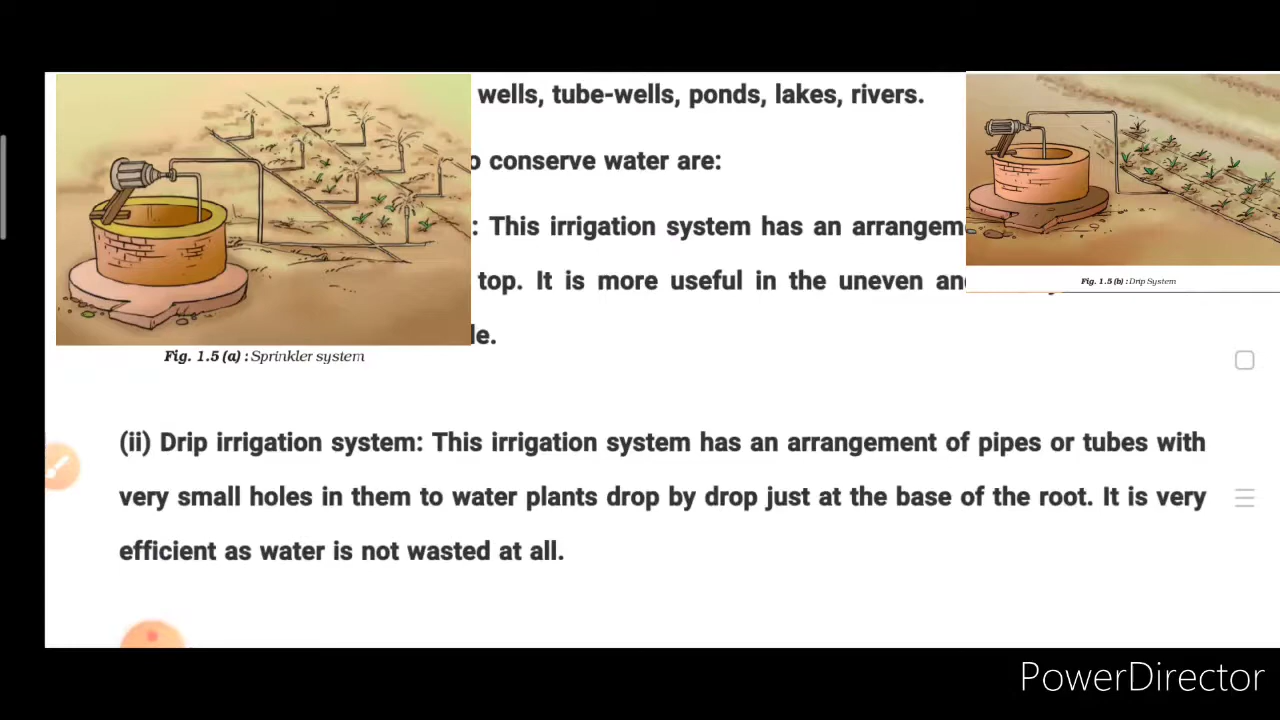 wells, tube-wells, ponds, lakes, rivers.
conserve water are:
: This irrigation system has an
top. It is more useful in the uneven
Fig. 1.5 (a) : Sprinkler system
Fig. 1.5 (b) : Drip System
(ii) Drip irrigation system: This irrigation system has an arrangement of pipes or tubes with
very small holes in them to water plants drop by drop just at the base of the root. It is very
efficient as water is not wasted at all.
PowerDirector